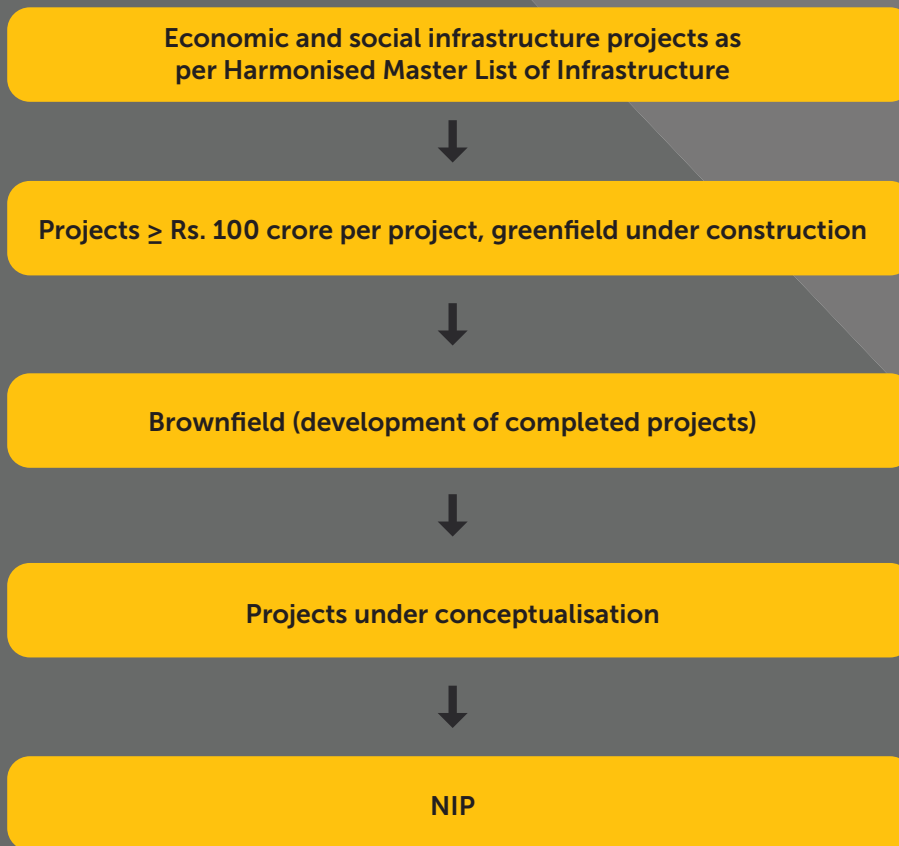 Economic and social infrastructure projects as
per Harmonised Master List of Infrastructure
Projects ≥ Rs. 100 crore per project, greenfield under construction
Brownfield (development of completed projects)
Projects under conceptualisation
NIP